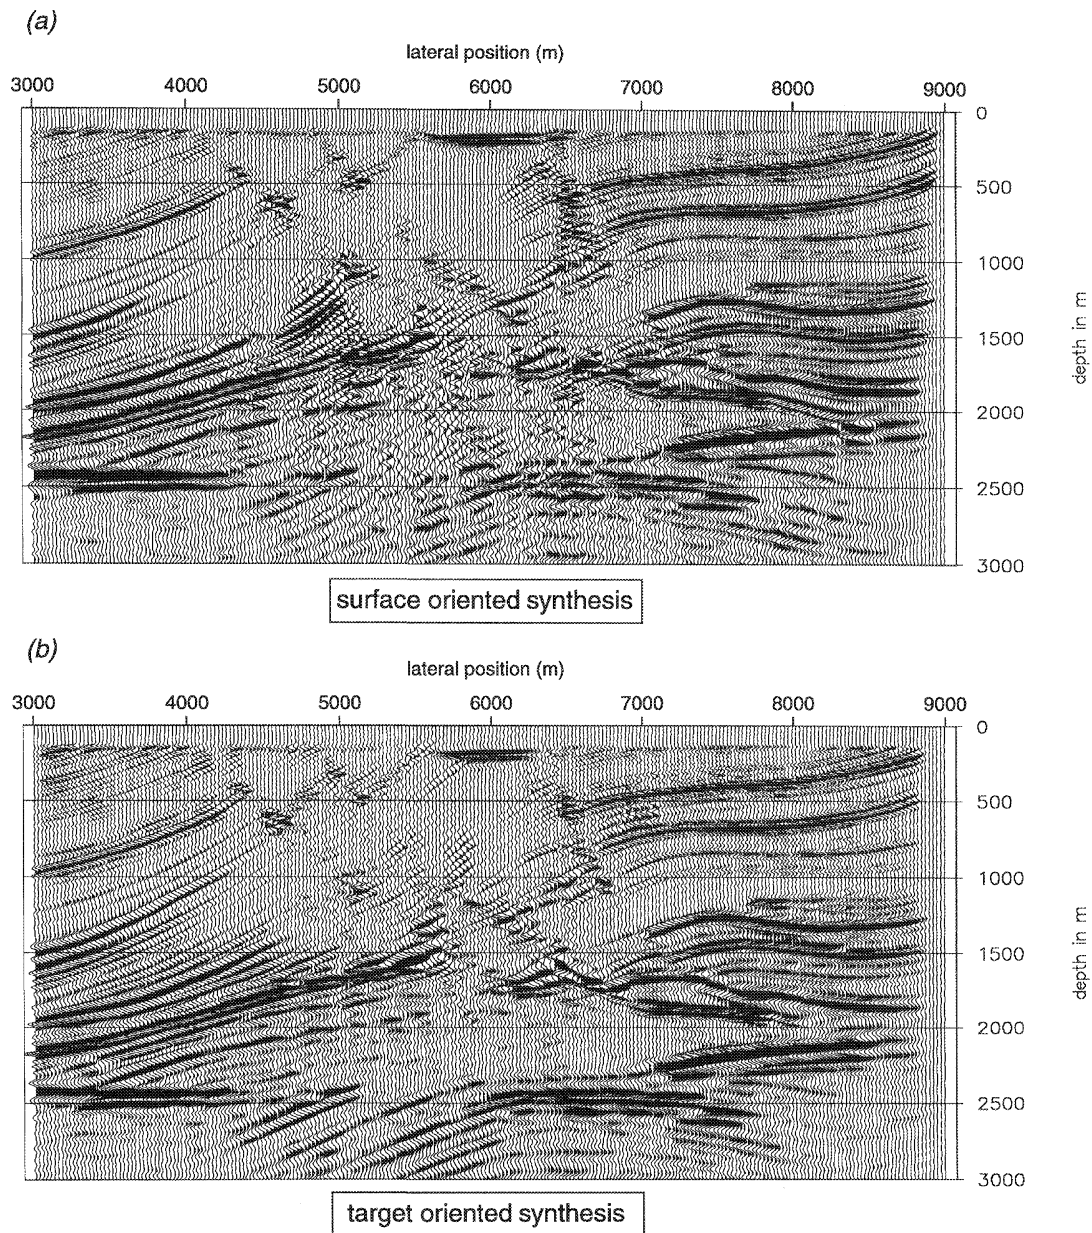 (a)
lateral position (m)
3000 4000 5000 6000 7000 8000 9000
0
500
1000
1500
2000
2500
3000
depth in m
surface oriented synthesis
(b)
lateral position (m)
3000 4000 5000 6000 7000 8000 9000
0
500
1000
1500
2000
2500
3000
depth in m
target oriented synthesis